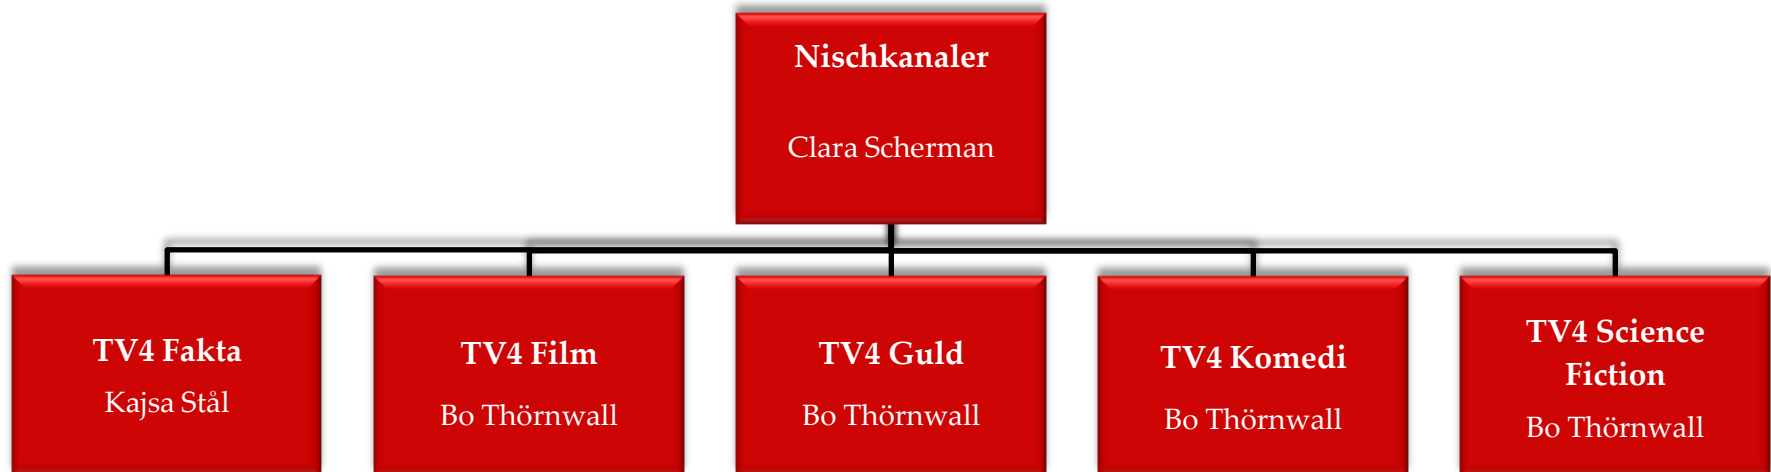 Nischkanaler
Clara Scherman
TV4 Fakta
Kajsa Stål
TV4 Film
Bo Thörnwall
TV4 Guld
Bo Thörnwall
TV4 Komedi
Bo Thörnwall
TV4 Science
Fiction
Bo Thörnwall